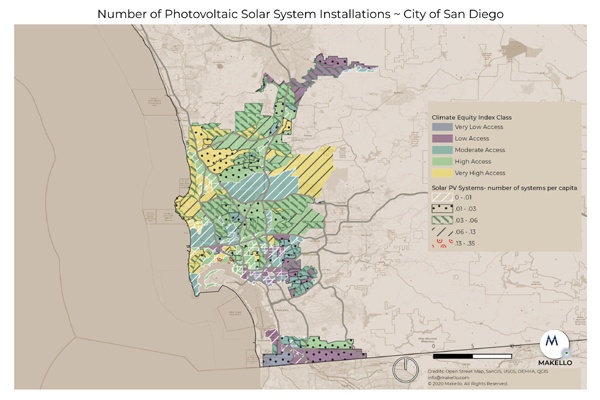 Number of Photovoltaic Solar System Installations ~ City of San Diego
Climate Equity Index Class
Very Low Access
Low Access
Moderate Access
High Access
Very High Access
Solar PV Systems- number of systems per capita
0 - .01
.01 - .03
.03 - .06
.06 - .13
.13 - .35
0
M
MAKELLO
Credits: Open Street Map, SanGIS, USGS, OEHHA, QGIS
info@makello.com
© 2020 Makello. All Rights Reserved.